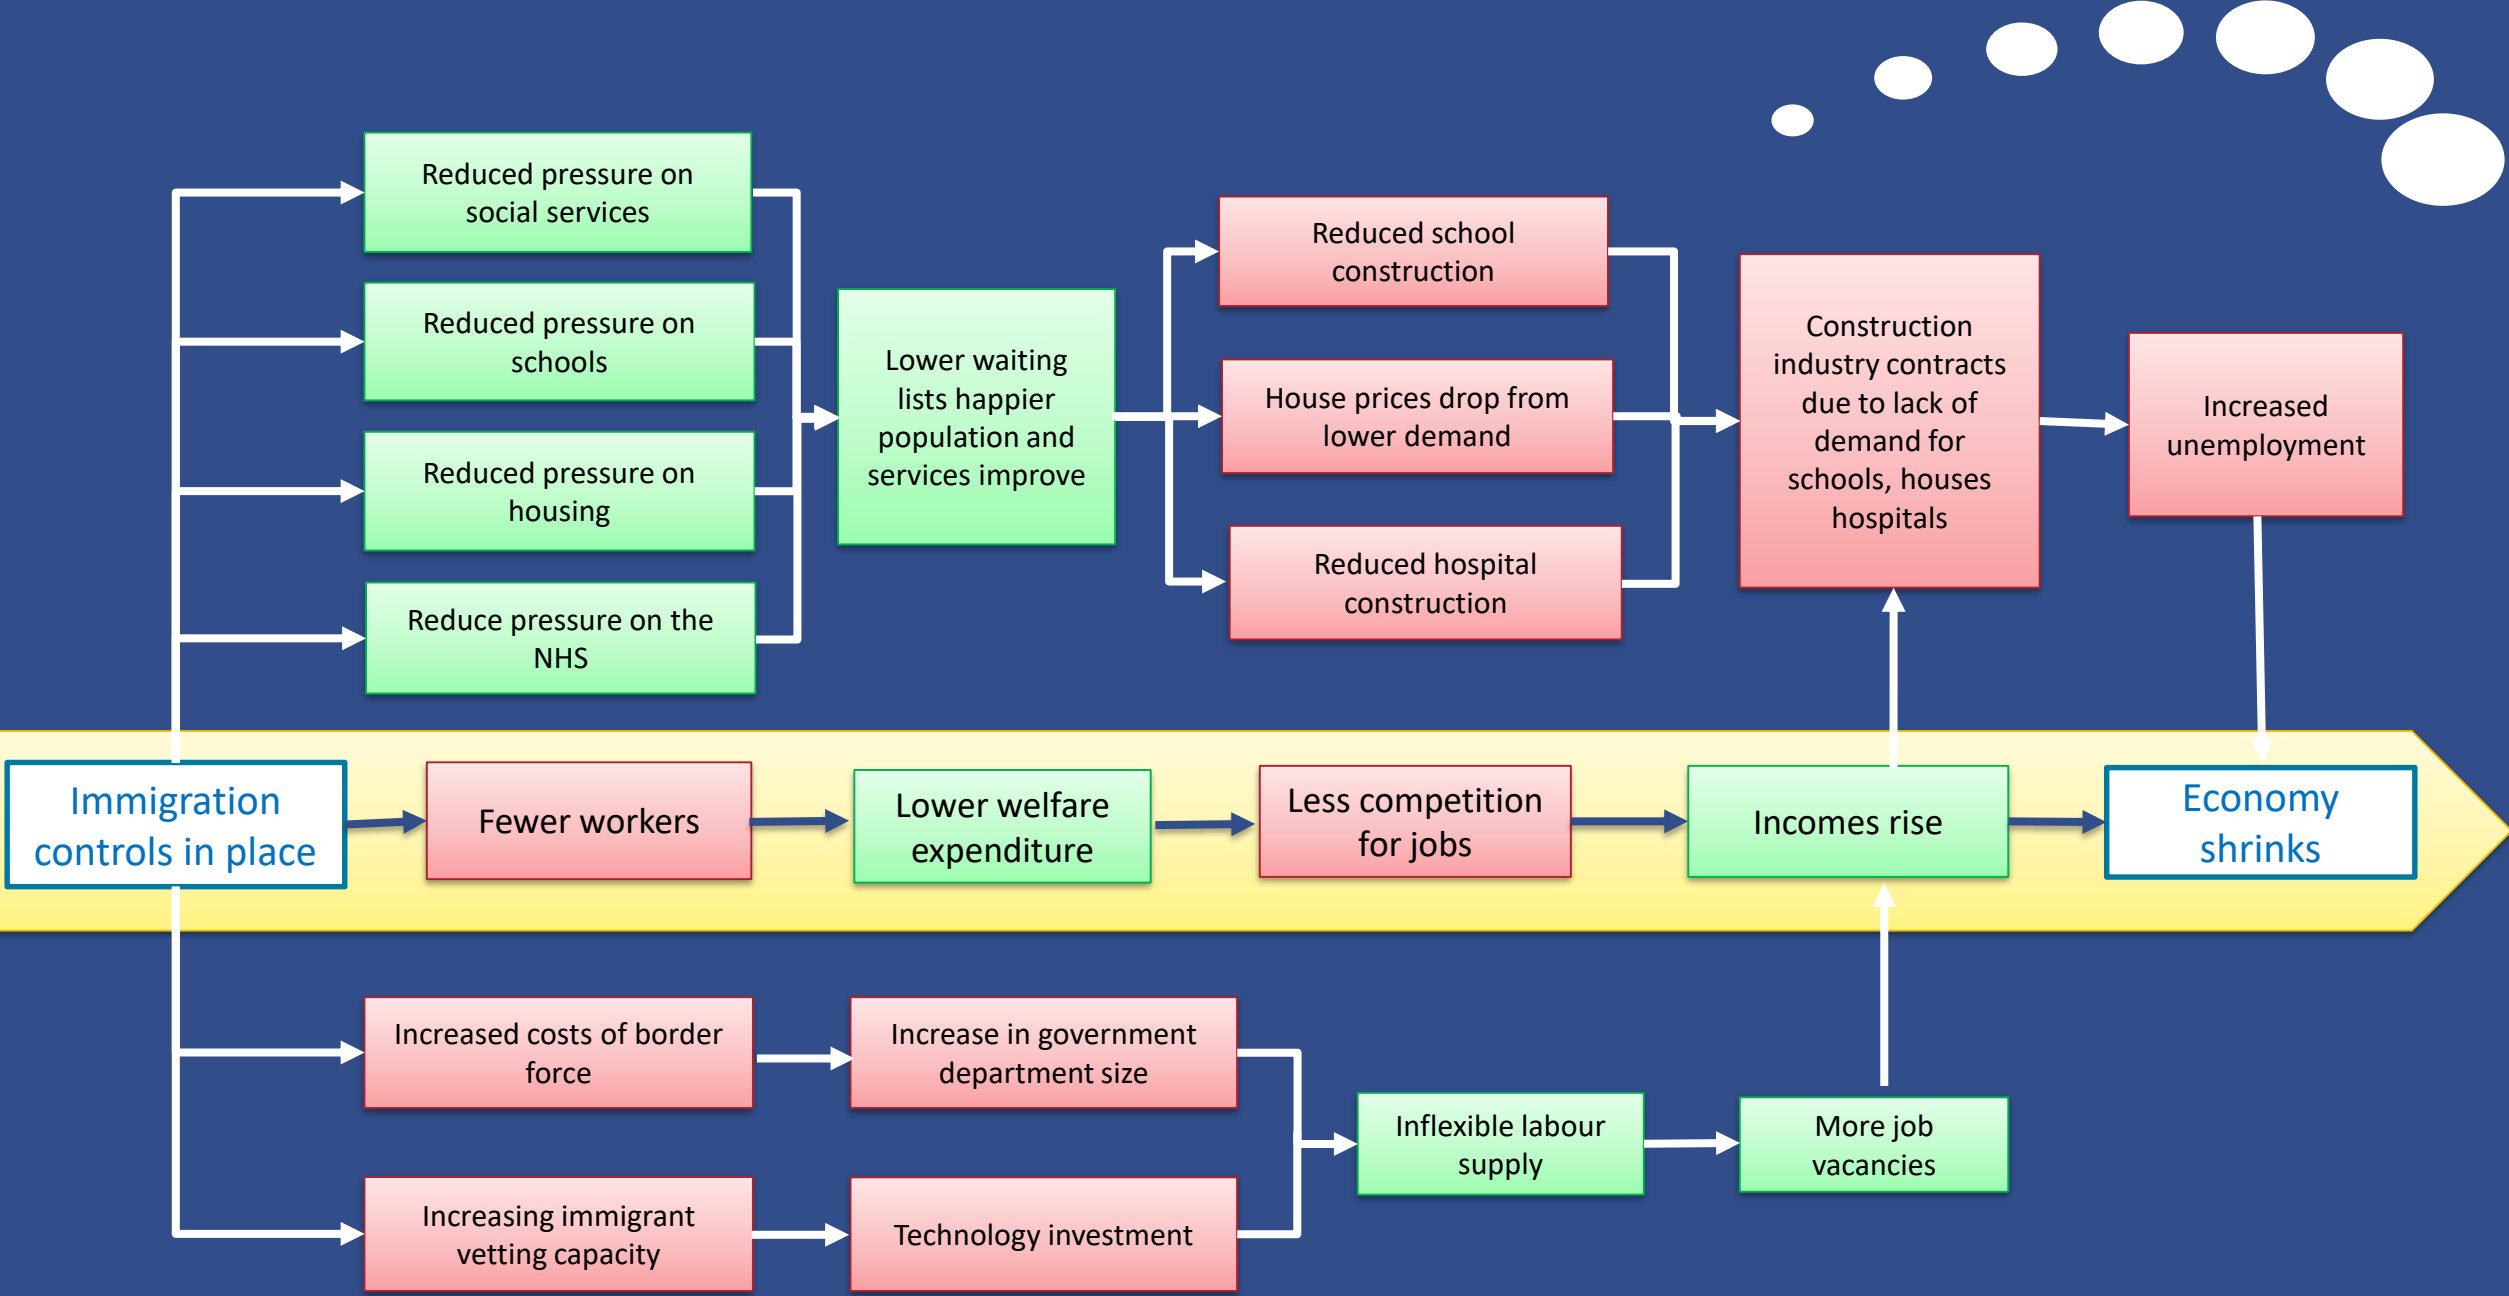 Reduced pressure on
social services
Reduced pressure on
schools
Reduced pressure on
housing
Reduce pressure on the
NHS
Lower waiting
lists happier
population and
services improve
Reduced school
construction
House prices drop from
lower demand
Reduced hospital
construction
Construction
industry contracts
due to lack of
demand for
schools, houses
hospitals
Increased
unemployment
Immigration
controls in place
Fewer workers
Lower welfare
expenditure
Less competition
for jobs
Incomes rise
Economy
shrinks
Increased costs of border
force
Increase in government
department size
Increasing immigrant
vetting capacity
Technology investment
Inflexible labour
supply
More job
vacancies